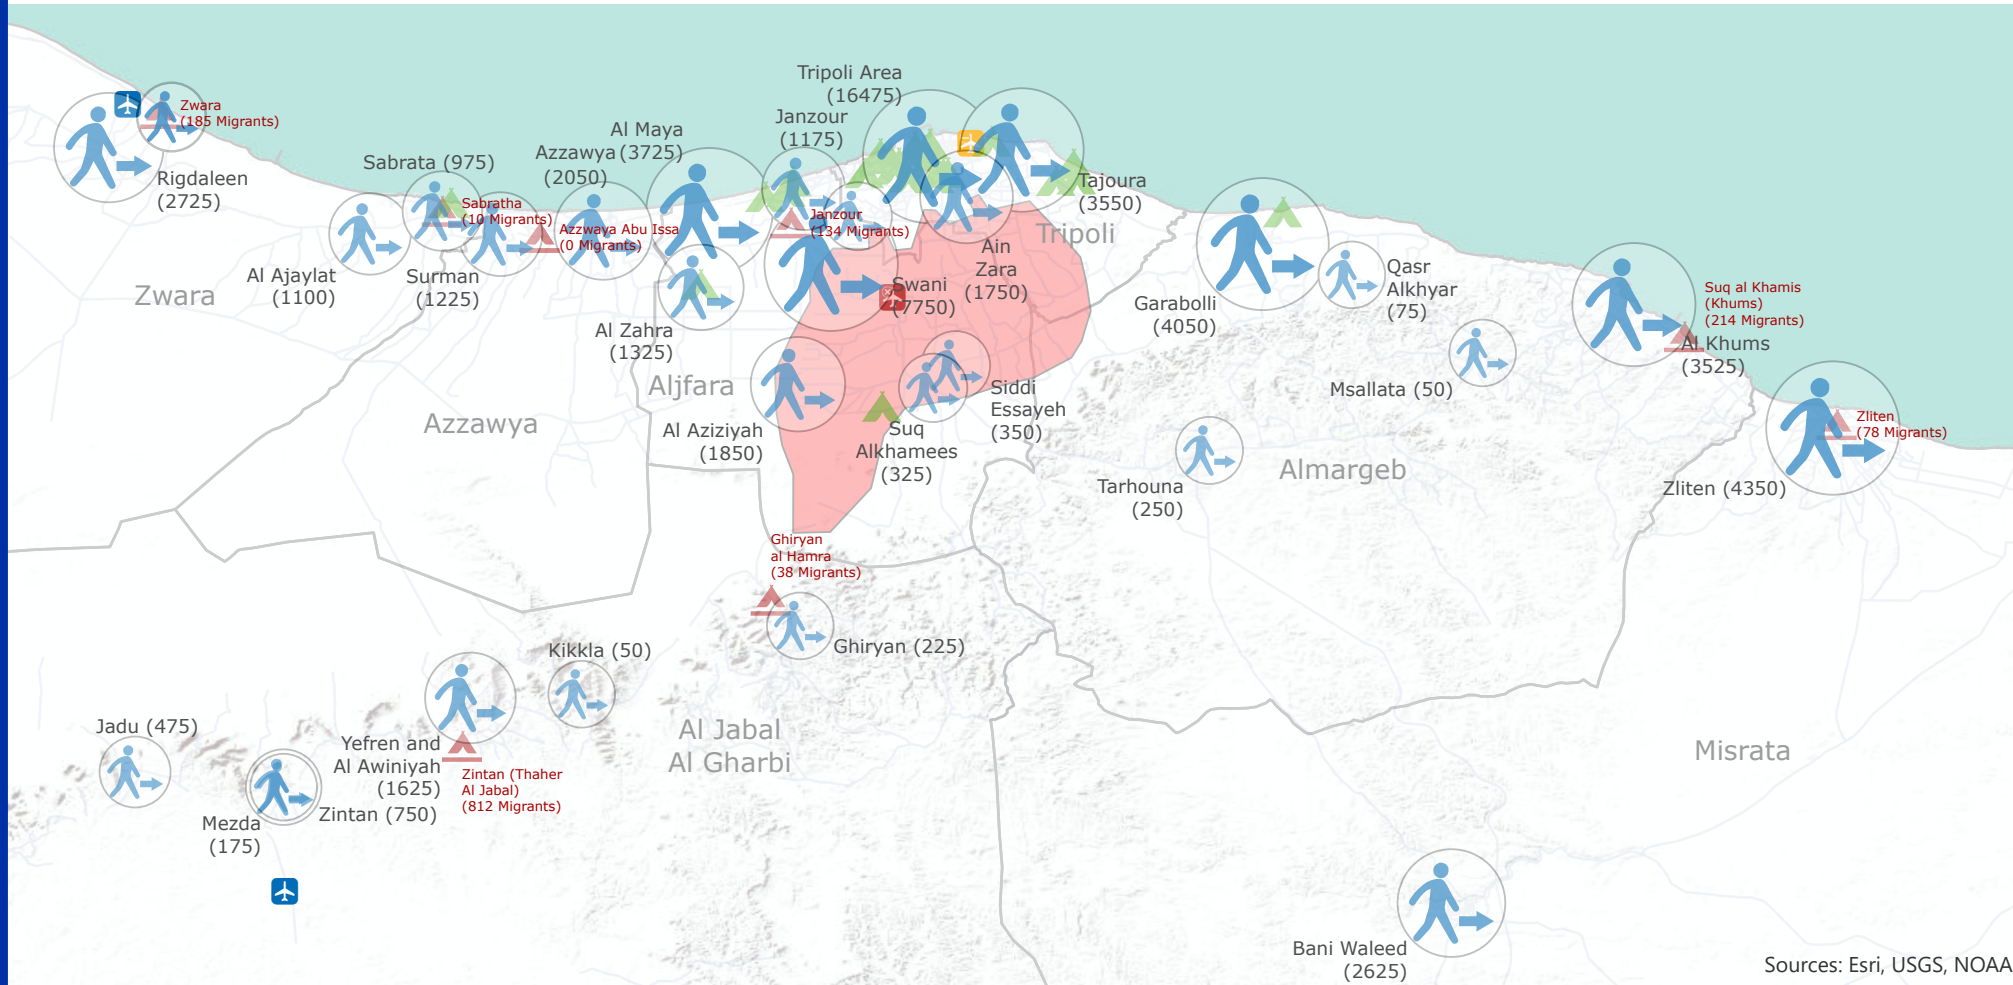 Tripoli Area
(16475)
Zwara
(185 Migrants)
Janzour
(1175)
Al Maya
(3725)
Azzawya
(2050)
Sabrata (975)
Rigdaleen
(2725)
Tajoura
(3550)
Sabratha
(10 Migrants)
Azzwaya Abu Issa
(0 Migrants)
Janzour
(134 Migrants)
Tripoli
Ain
Zara
(1750)
Al Ajaylat
(1100)
Surman
(1225)
Zwara
Swani
(7750)
Qasr
Alkhyar
(75)
Garabolli
(4050)
Suq al Khamis
(Khums)
(214 Migrants)
Al Khums
(3525)
Al Zahra
(1325)
Aljfara
Siddi
Essayeh
(350)
Msallata (50)
Azzawya
Al Aziziyah
(1850)
Suq
Alkhamees
(325)
Zliten
(78 Migrants)
Almargeb
Tarhouna
(250)
Zliten (4350)
Ghiryan
al Hamra
(38 Migrants)
Ghiryan (225)
Kikkla (50)
Jadu (475)
Yefren and
Al Awiniyah
(1625)
Al Jabal
Al Gharbi
Misrata
Zintan (Thaher
Al Jabal)
(812 Migrants)
Zintan (750)
Mezda
(175)
Bani Waleed
(2625)
Sources: Esri, USGS, NOAA